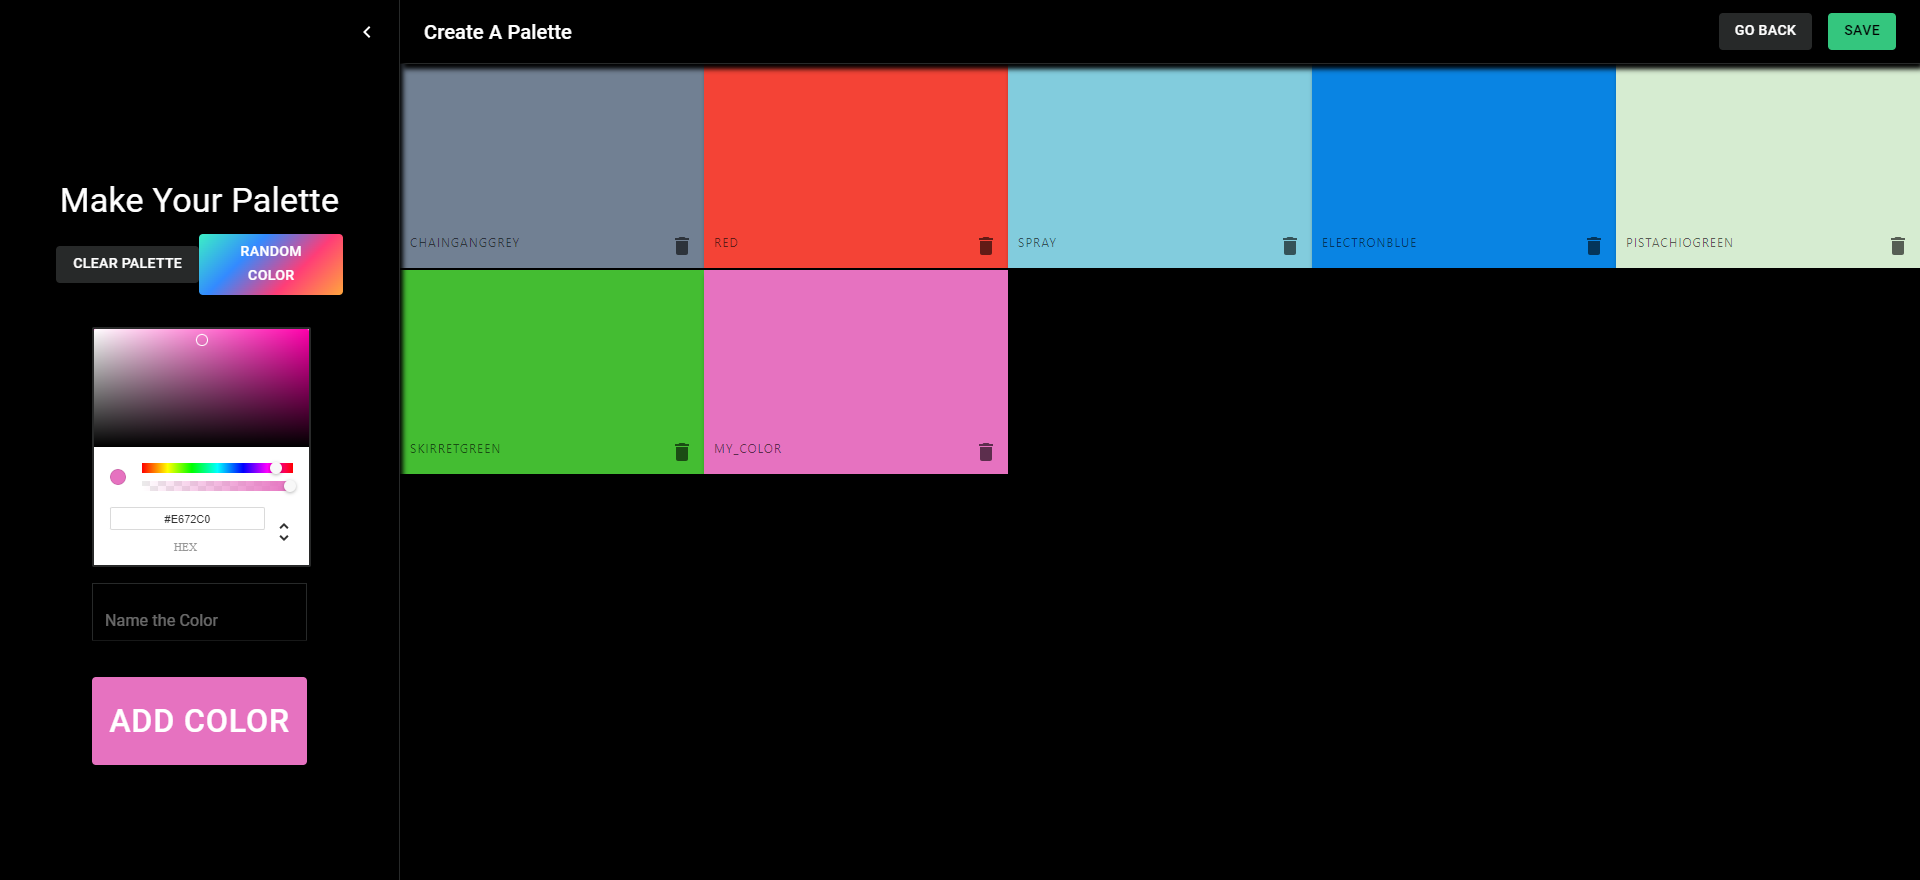 Create A Palette
GO BACK
SAVE
Make Your Palette
CLEAR PALETTE
RANDOM
COLOR
#E672C0
HEX
Name the Color
ADD COLOR
CHAINGANGGREY
RED
SPRAY
ELECTRONBLUE
PISTACHIOGREEN
SKIRRETGREEN
MY_COLOR